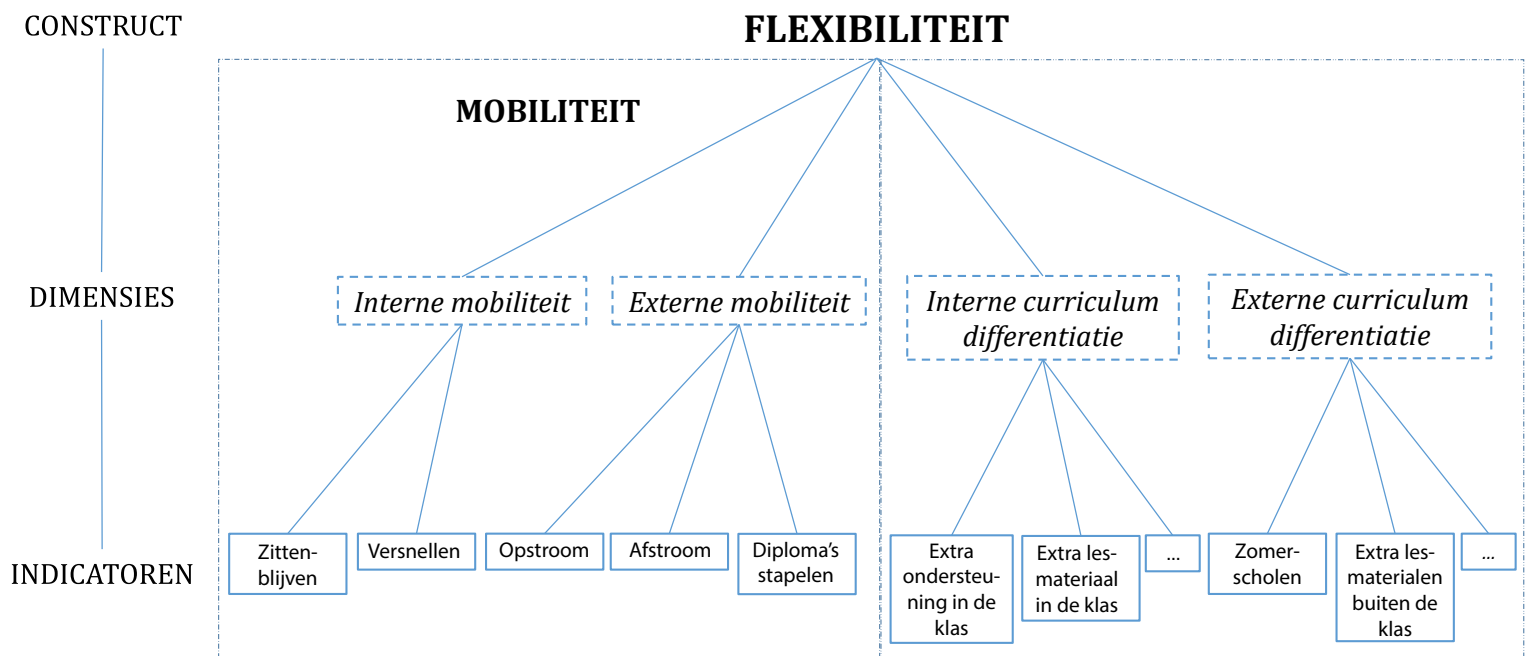 CONSTRUCT
FLEXIBILITEIT
MOBILITEIT
DIMENSIES
Interne mobiliteit
Externe mobiliteit
Interne curriculum
differentiatie
Externe curriculum
differentiatie
INDICATOREN
Zitten-
blijven
Versnellen
Opstroom
Afstroom
Diploma’s
stapelen
Extra
ondersteu-
ning in de
klas
Extra les-
materiaal
in de klas
...
Zomer-
scholen
Extra les-
materialen
buiten de
klas
...